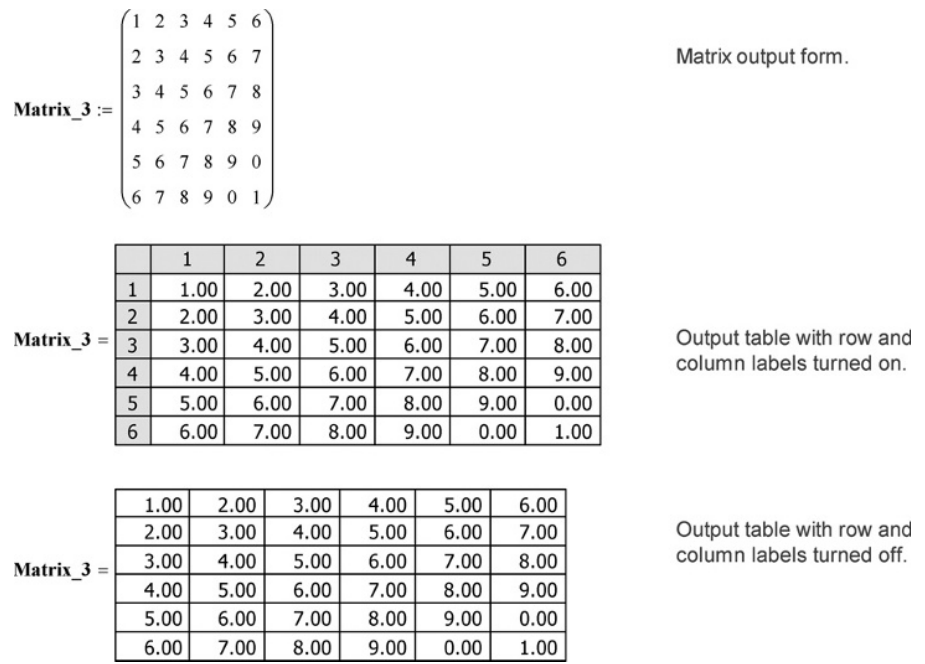 1 2 3 4 5 6
2 3 4 5 6 7
3 4 5 6 7 8
Matrix_3 :=
4 5 6 7 8 9
5 6 7 8 9 0
6 7 8 9 0 1
Matrix output form.
1 2 3 4 5 6
1 1.00 2.00 3.00 4.00 5.00 6.00
2 2.00 3.00 4.00 5.00 6.00 7.00
Matrix_3 =
3 3.00 4.00 5.00 6.00 7.00 8.00
4 4.00 5.00 6.00 7.00 8.00 9.00
5 5.00 6.00 7.00 8.00 9.00 0.00
6 6.00 7.00 8.00 9.00 0.00 1.00
Output table with row and
column labels turned on.
1.00 2.00 3.00 4.00 5.00 6.00
2.00 3.00 4.00 5.00 6.00 7.00
Matrix_3 =
3.00 4.00 5.00 6.00 7.00 8.00
4.00 5.00 6.00 7.00 8.00 9.00
5.00 6.00 7.00 8.00 9.00 0.00
6.00 7.00 8.00 9.00 0.00 1.00
Output table with row and
column labels turned off.